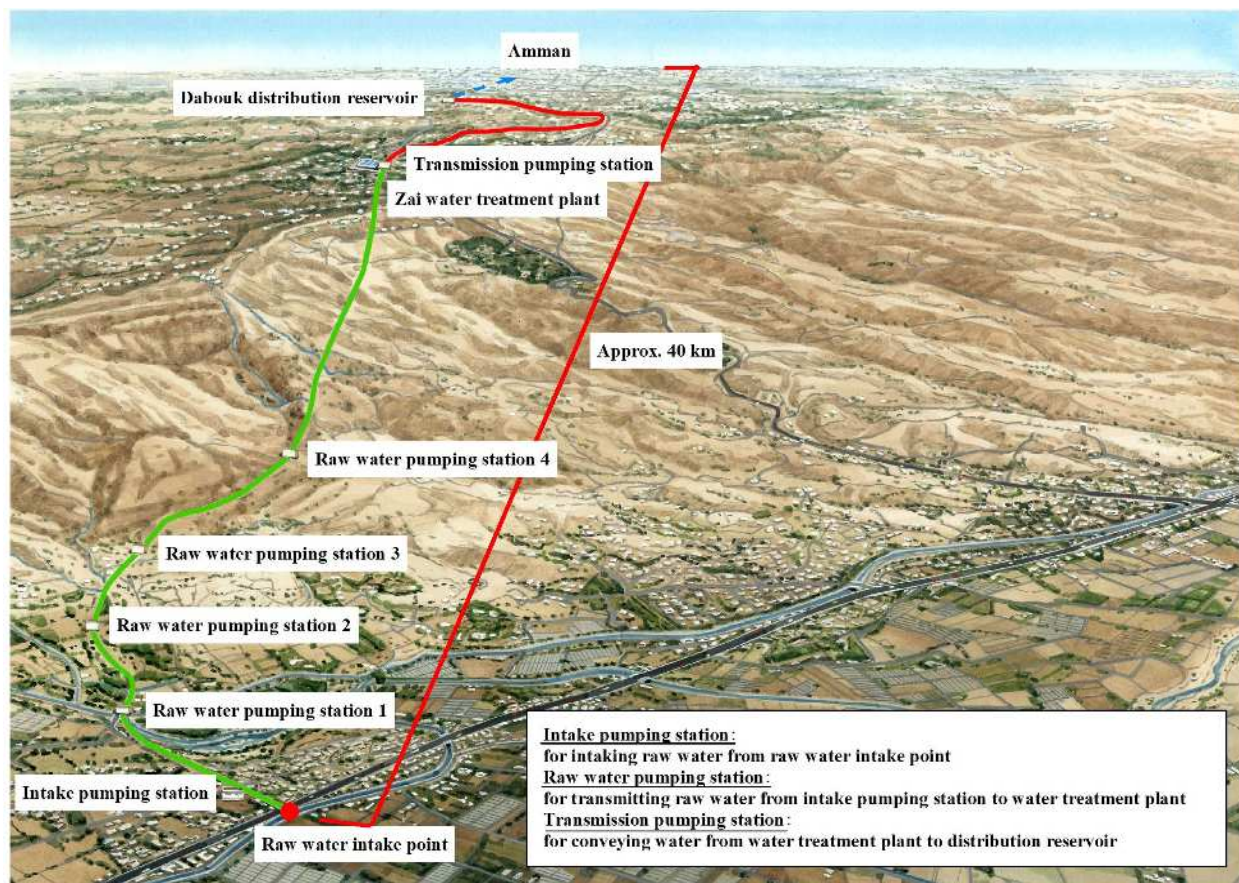 Amman
Dabouk distribution reservoir
Transmission pumping station
Zai water treatment plant
Approx. 40 km
Raw water pumping station 4
Raw water pumping station 3
Raw water pumping station 2
Raw water pumping station 1
Intake pumping station
Raw water intake point
Intake pumping station:
for intaking raw water from raw water intake point
Raw water pumping station:
for transmitting raw water from intake pumping station to water treatment plant
Transmission pumping station:
for conveying water from water treatment plant to distribution reservoir